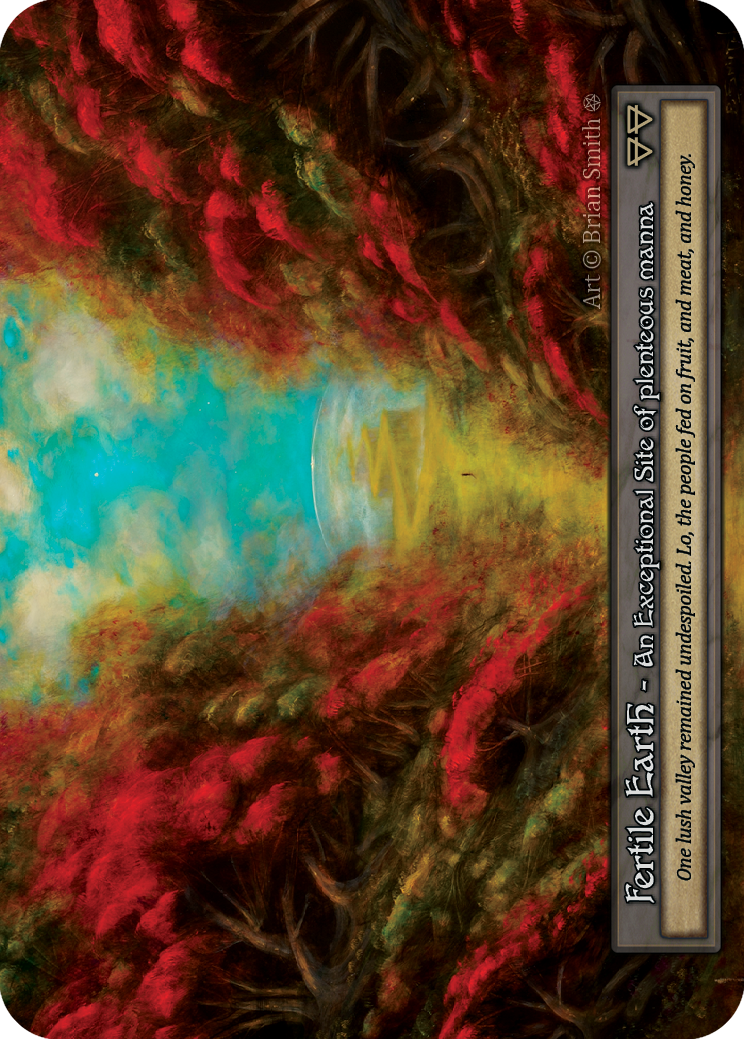 Art © Brian Smith
Fertile Earth - An Exceptional Site of plenteous manna
One lush valley remained undespoiled. Lo, the people fed on fruit, and meat, and honey.